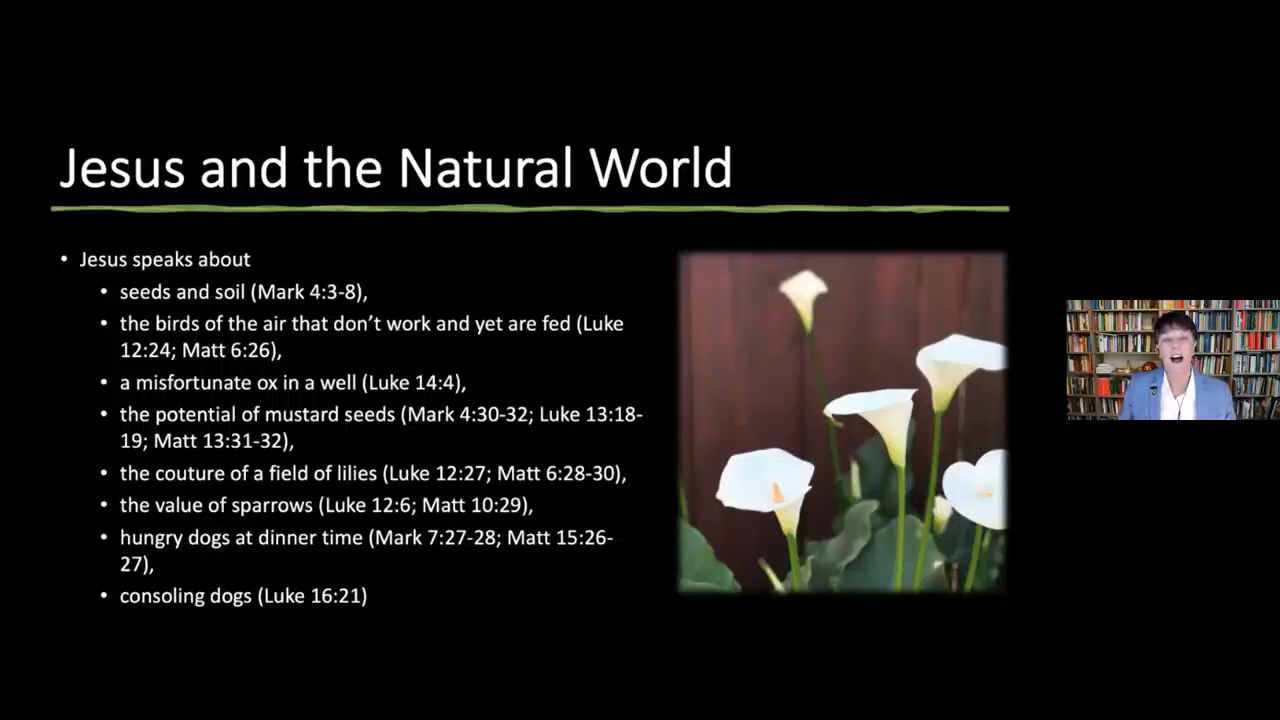 Jesus and the Natural World
• Jesus speaks about
• seeds and soil (Mark 4:3-8),
• the birds of the air that don’t work and yet are fed (Luke
12:24; Matt 6:26),
• a misfortunate ox in a well (Luke 14:4),
• the potential of mustard seeds (Mark 4:30-32; Luke 13:18-
19; Matt 13:31-32),
• the couture of a field of lilies (Luke 12:27; Matt 6:28-30),
• the value of sparrows (Luke 12:6; Matt 10:29),
• hungry dogs at dinner time (Mark 7:27-28; Matt 15:26-
27),
• consoling dogs (Luke 16:21)